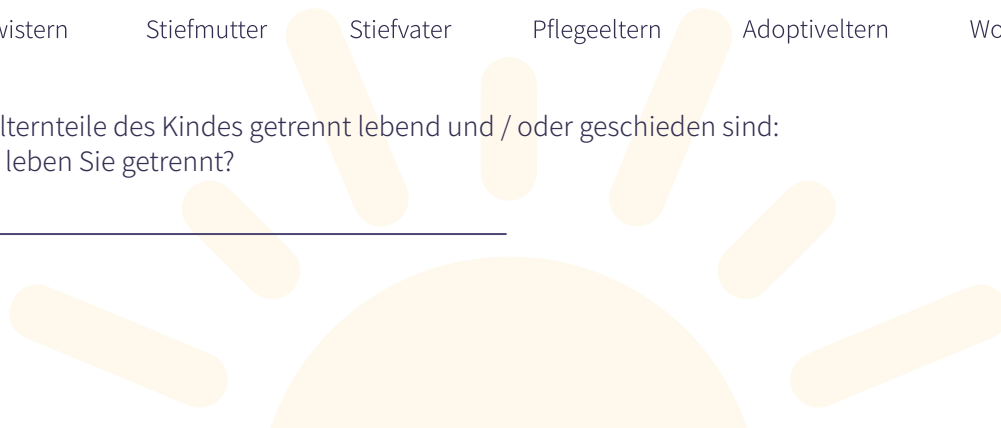 wistern Stiefmutter Stiefvater Pflegeeltern Adoptiveltern Wo
lternteile des Kindes getrennt lebend und / oder geschieden sind:
leben Sie getrennt?